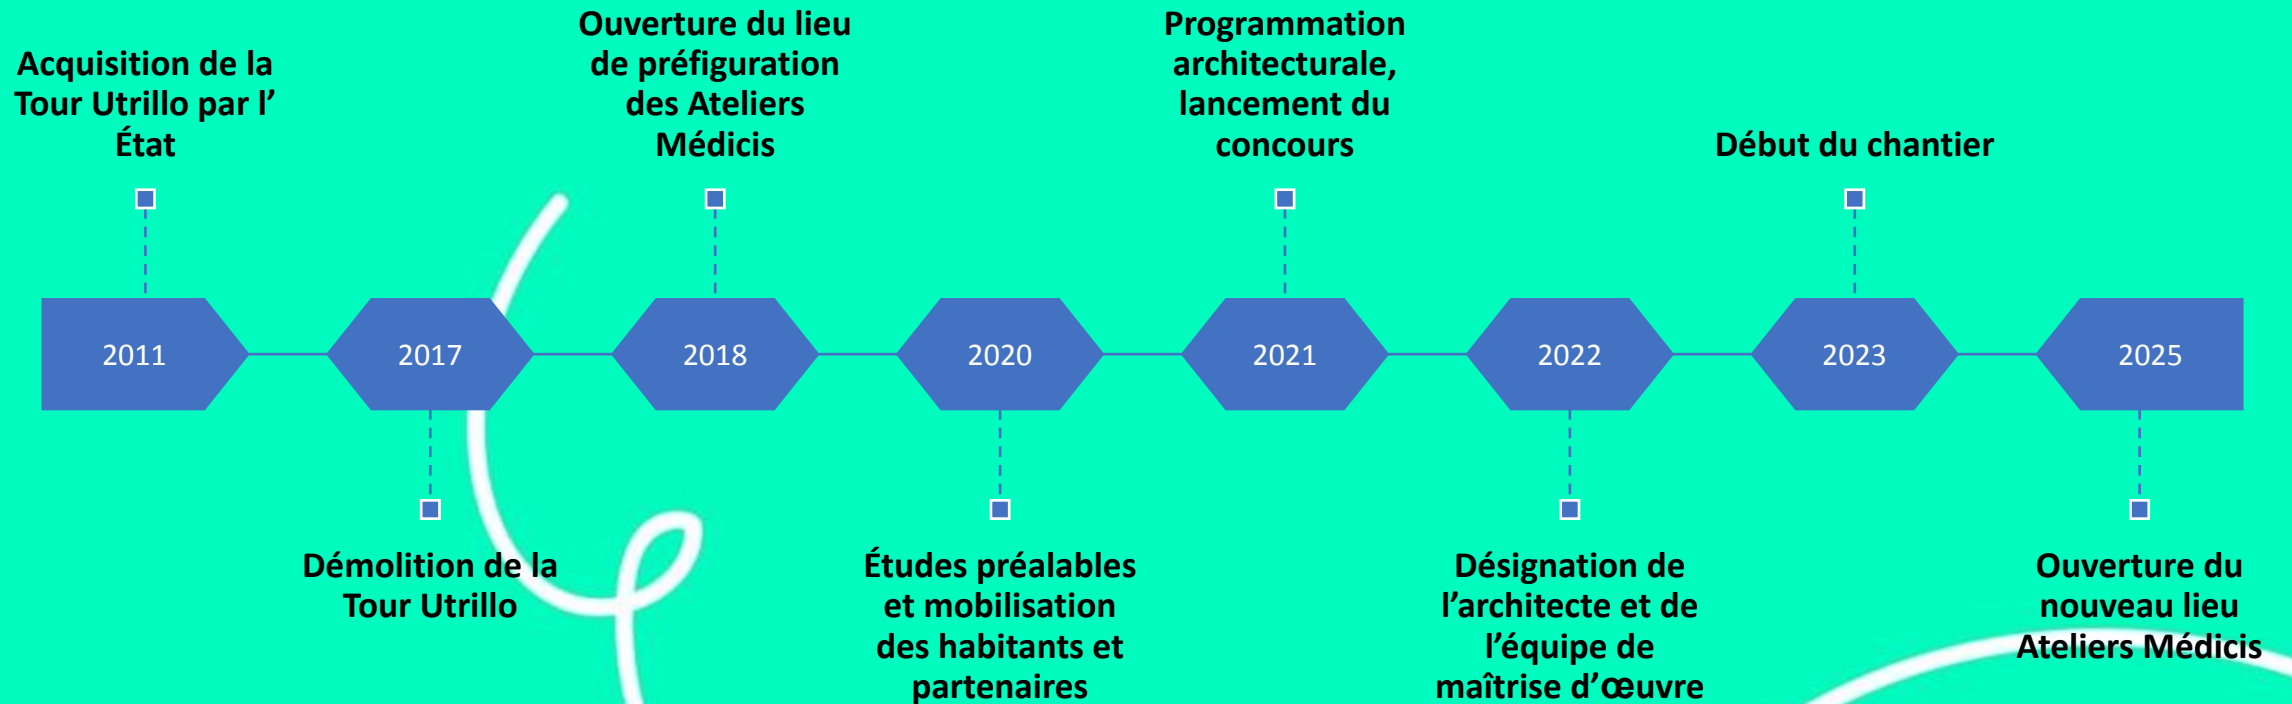 Acquisition de la
Tour Utrillo par l’
État
Ouverture du lieu
de préfiguration
des Ateliers
Médicis
Programmation
architecturale,
lancement du
concours
Début du chantier
2011
2017
2018
2020
2021
2022
2023
2025
Démolition de la
Tour Utrillo
Études préalables
et mobilisation
des habitants et
partenaires
Désignation de
l’architecte et de
l’équipe de
maîtrise d’œuvre
Ouverture du
nouveau lieu
Ateliers Médicis